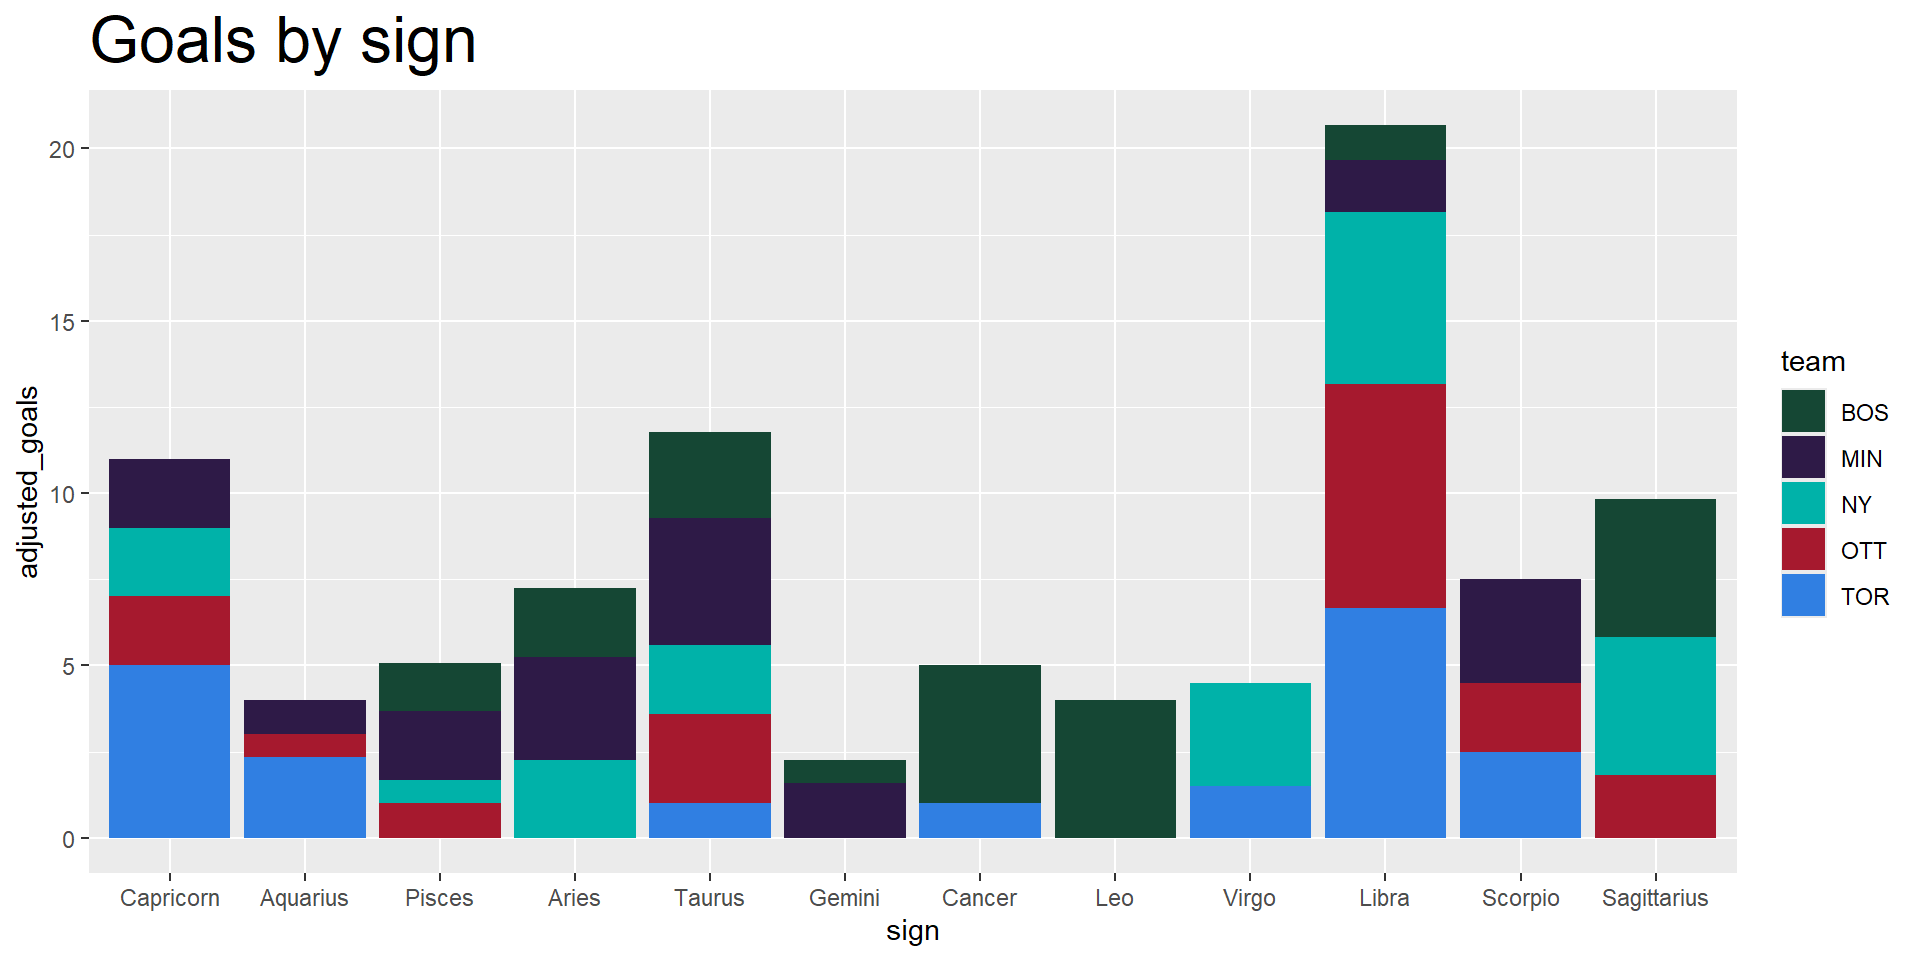 Goals by sign
adjusted_goals
20
15
10
5
0
Capricorn Aquarius Pisces Aries Taurus Gemini Cancer Leo Virgo Libra Scorpio Sagittarius
sign
team
BOS
MIN
NY
OTT
TOR